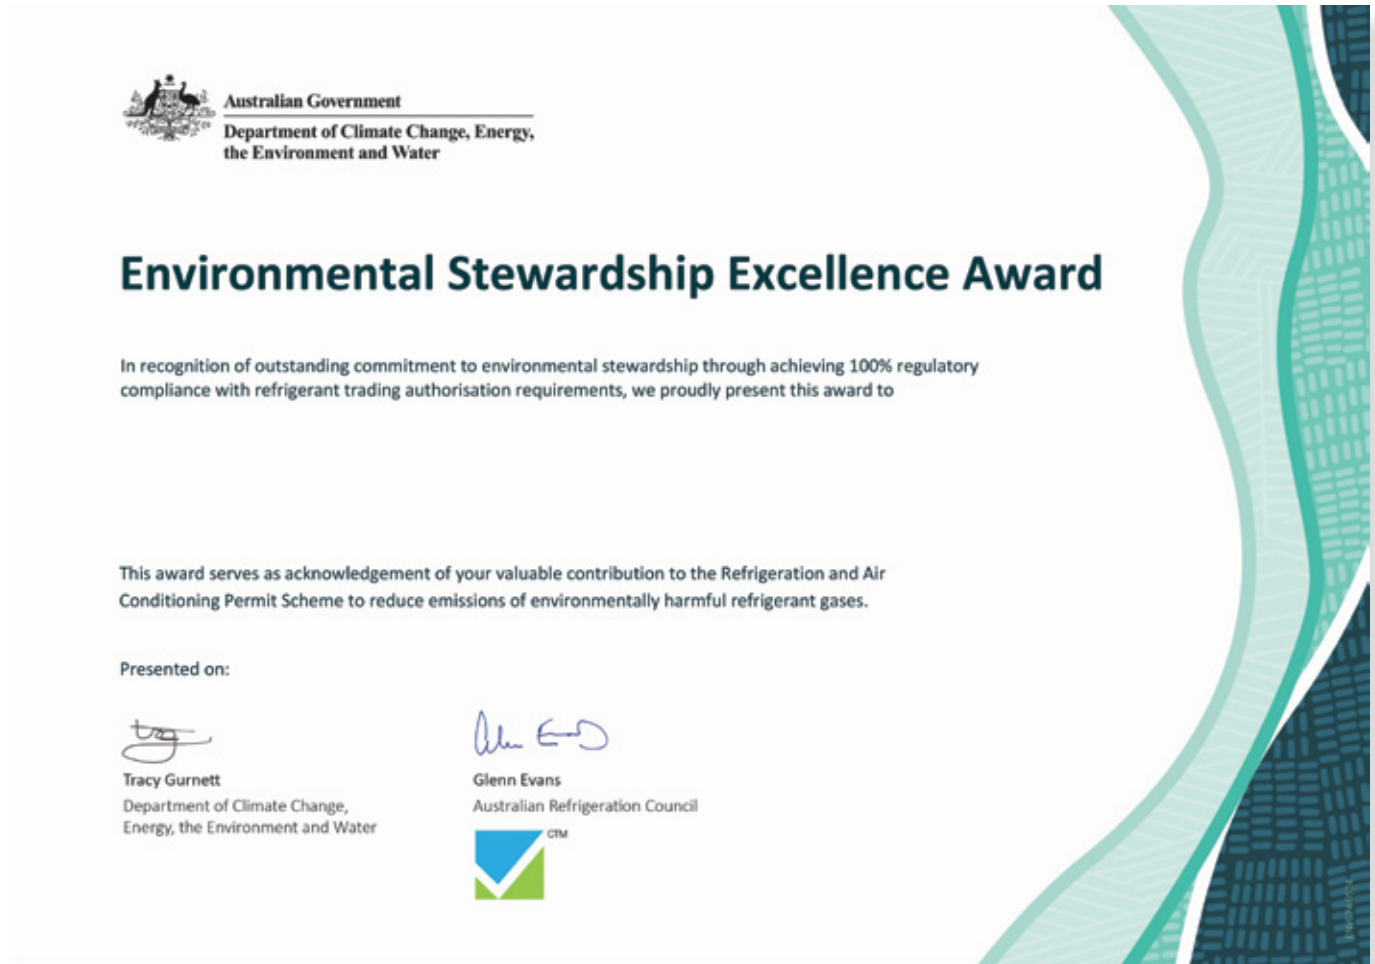 Australian Government
Department of Climate Change, Energy,
the Environment and Water
Environmental Stewardship Excellence Award
In recognition of outstanding commitment to environmental stewardship through achieving 100% regulatory
compliance with refrigerant trading authorisation requirements, we proudly present this award to
This award serves as acknowledgement of your valuable contribution to the Refrigeration and Air
Conditioning Permit Scheme to reduce emissions of environmentally harmful refrigerant gases.
Presented on:
Tracy Gurnett
Department of Climate Change,
Energy, the Environment and Water
Glenn Evans
Australian Refrigeration Council
CTM